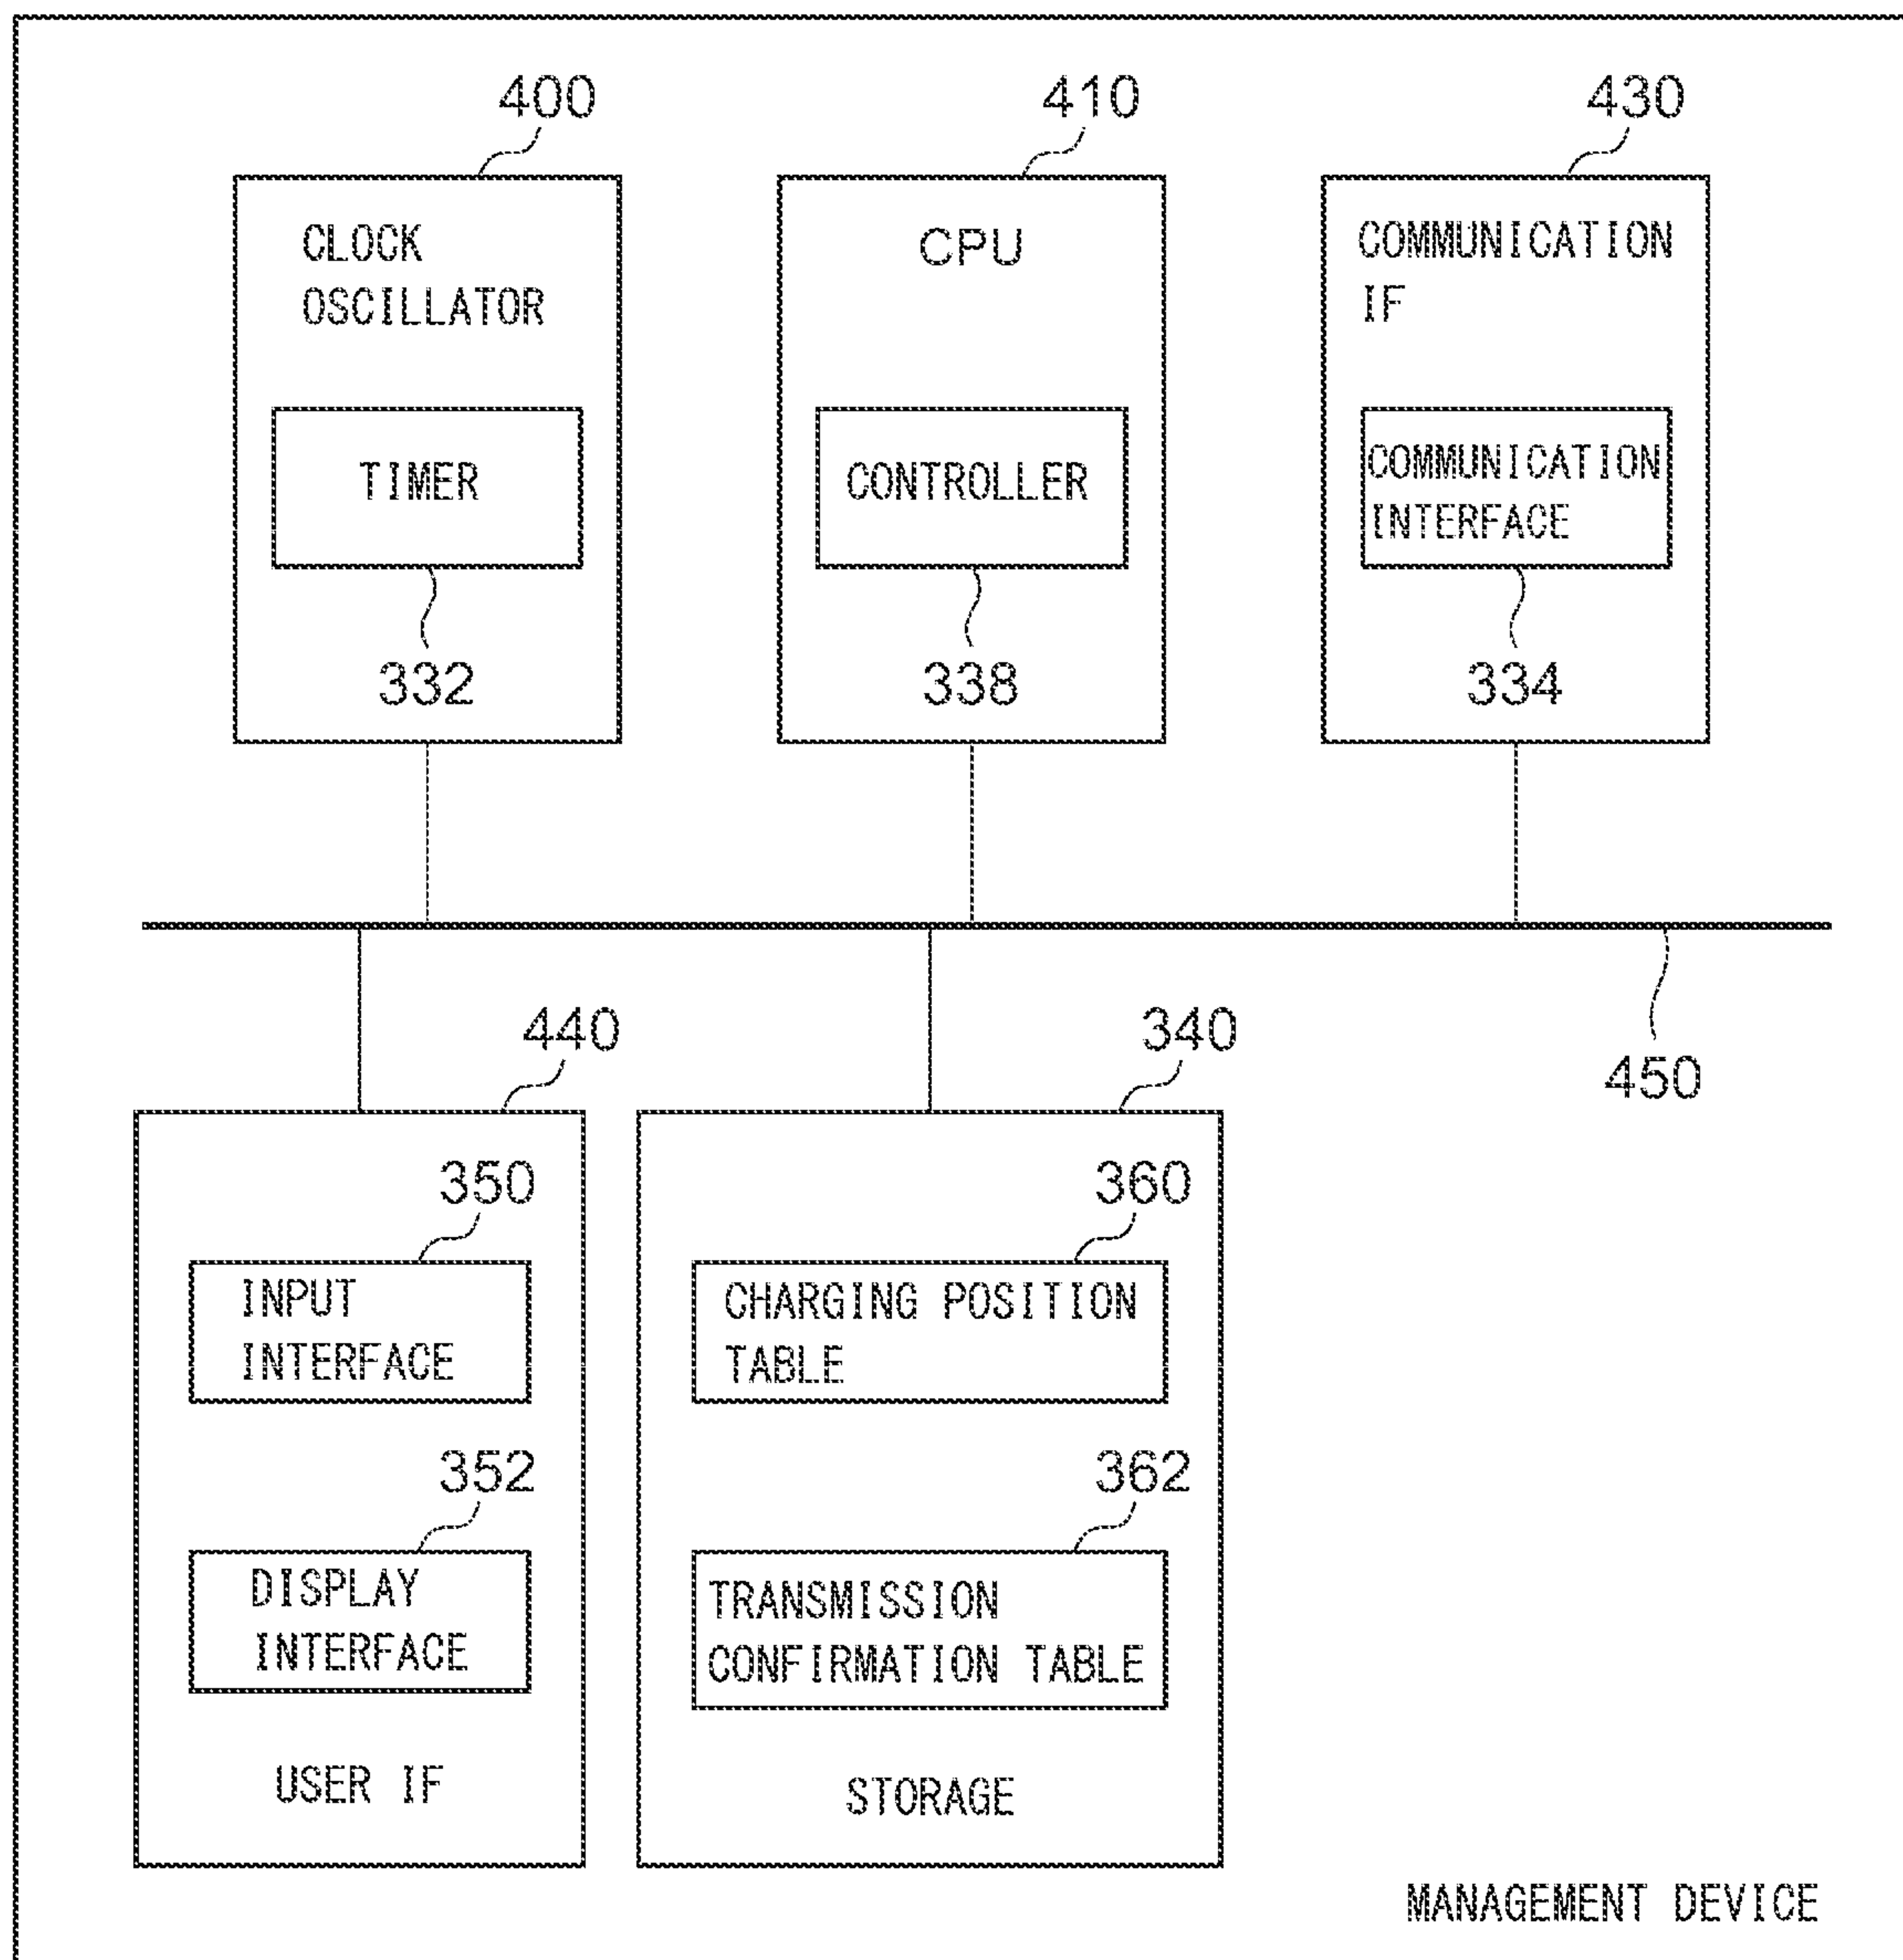 400
410
430
CLOCK
OSCILLATOR
CPU
COMMUNICATION
IF
TIMER
CONTROLLER
COMMUNICATION
INTERFACE
332
338
334
450
440
340
350
INPUT
INTERFACE
352
DISPLAY
INTERFACE
USER IF
360
CHARGING POSITION
TABLE
362
TRANSMISSION
CONFIRMATION TABLE
STORAGE
MANAGEMENT DEVICE